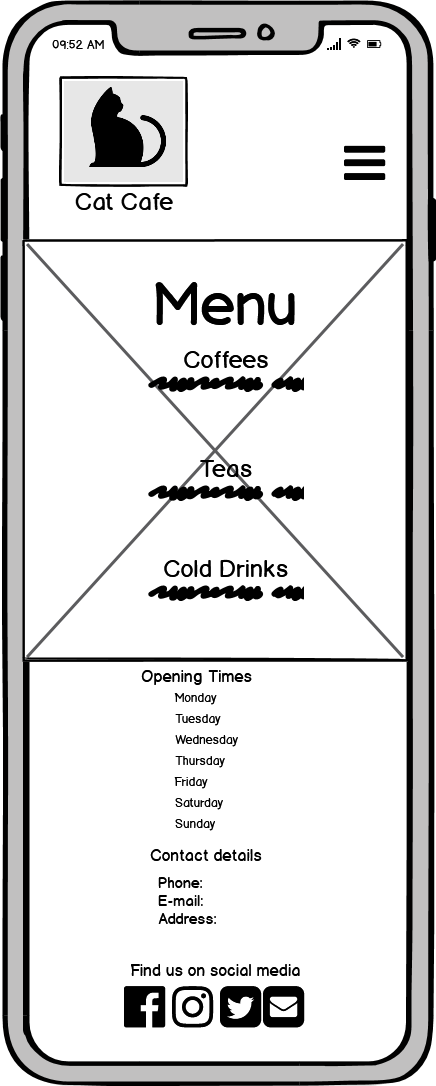 09:52 AM
Cat Cafe
Menu
Coffees
Teas
Cold Drinks
Opening Times
Monday
Tuesday
Wednesday
Thursday
Friday
Saturday
Sunday
Contact details
Phone:
E-mail:
Address:
Find us on social media